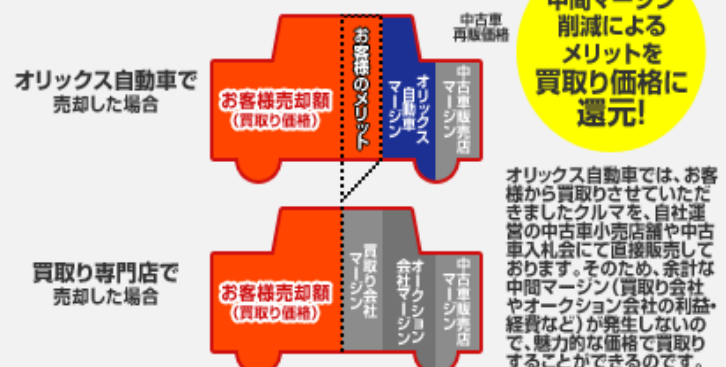 中間マージン
削減による
メリットを
買取り価格に
還元!
中古車
再販価格
オリックス自動車で
売却した場合
お客様売却額
(買取り価格)
お客様のメリット
オリックス
自動車
マージン
中古車販売店
マージン
買取り専門店で
売却した場合
お客様売却額
(買取り価格)
買取り会社
マージン
オークション
会社マージン
中古車販売店
マージン
オリックス自動車では、お客
様から買取りさせていただ
きましたクルマを、自社運
営の中古車小売店舗や中古
車入札会にて直接販売して
おります。そのため、余計な
中間マージン(買取り会社
やオークション会社の利益・
経費など)が発生しないの
で、魅力的な価格で買取り
することができるのです。